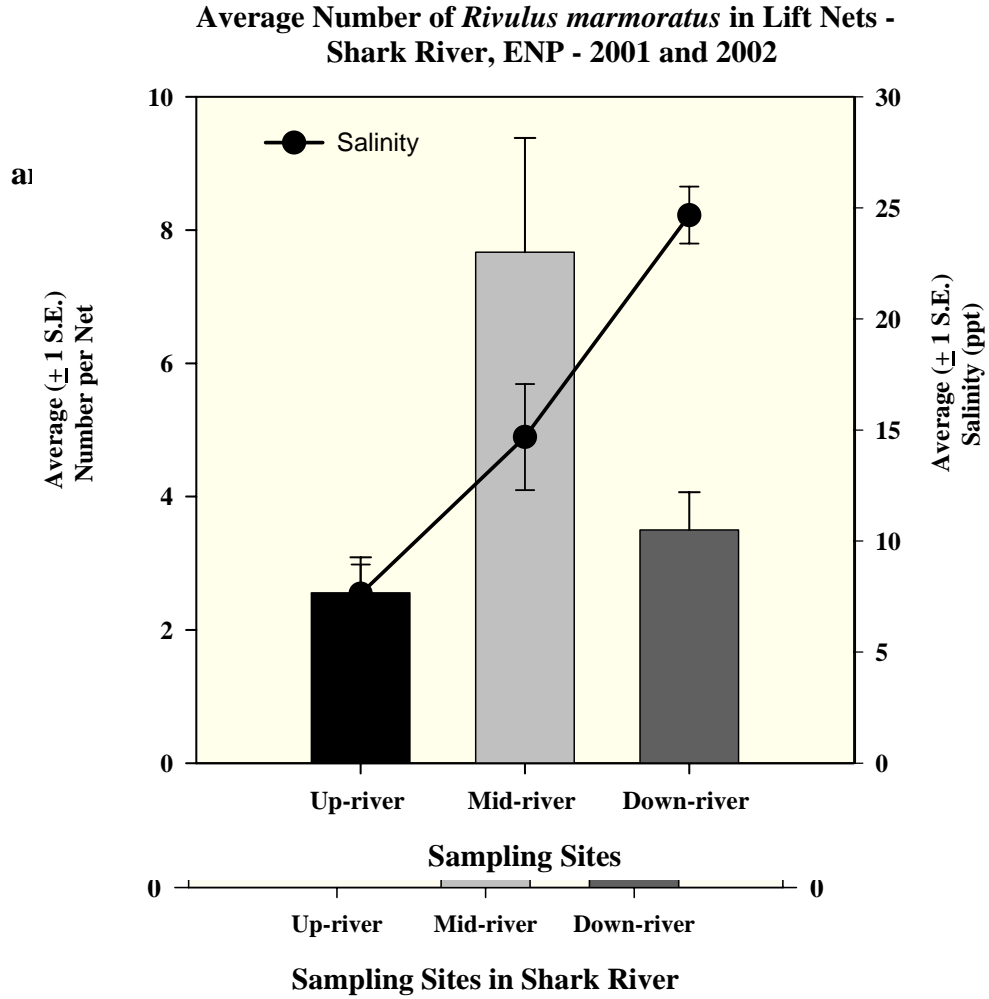 Average Number of Rivulus marmoratus in Lift Nets -
Shark River, ENP - 2001 and 2002
10
30
Salinity
8
25
6
20
15
4
10
2
5
0
0
Average (± 1 S.E.)
Number per Net
Average (± 1 S.E.)
Salinity (ppt)
Up-river
Mid-river
Down-river
Sampling Sites
0
0
Up-river
Mid-river
Down-river
Sampling Sites in Shark River